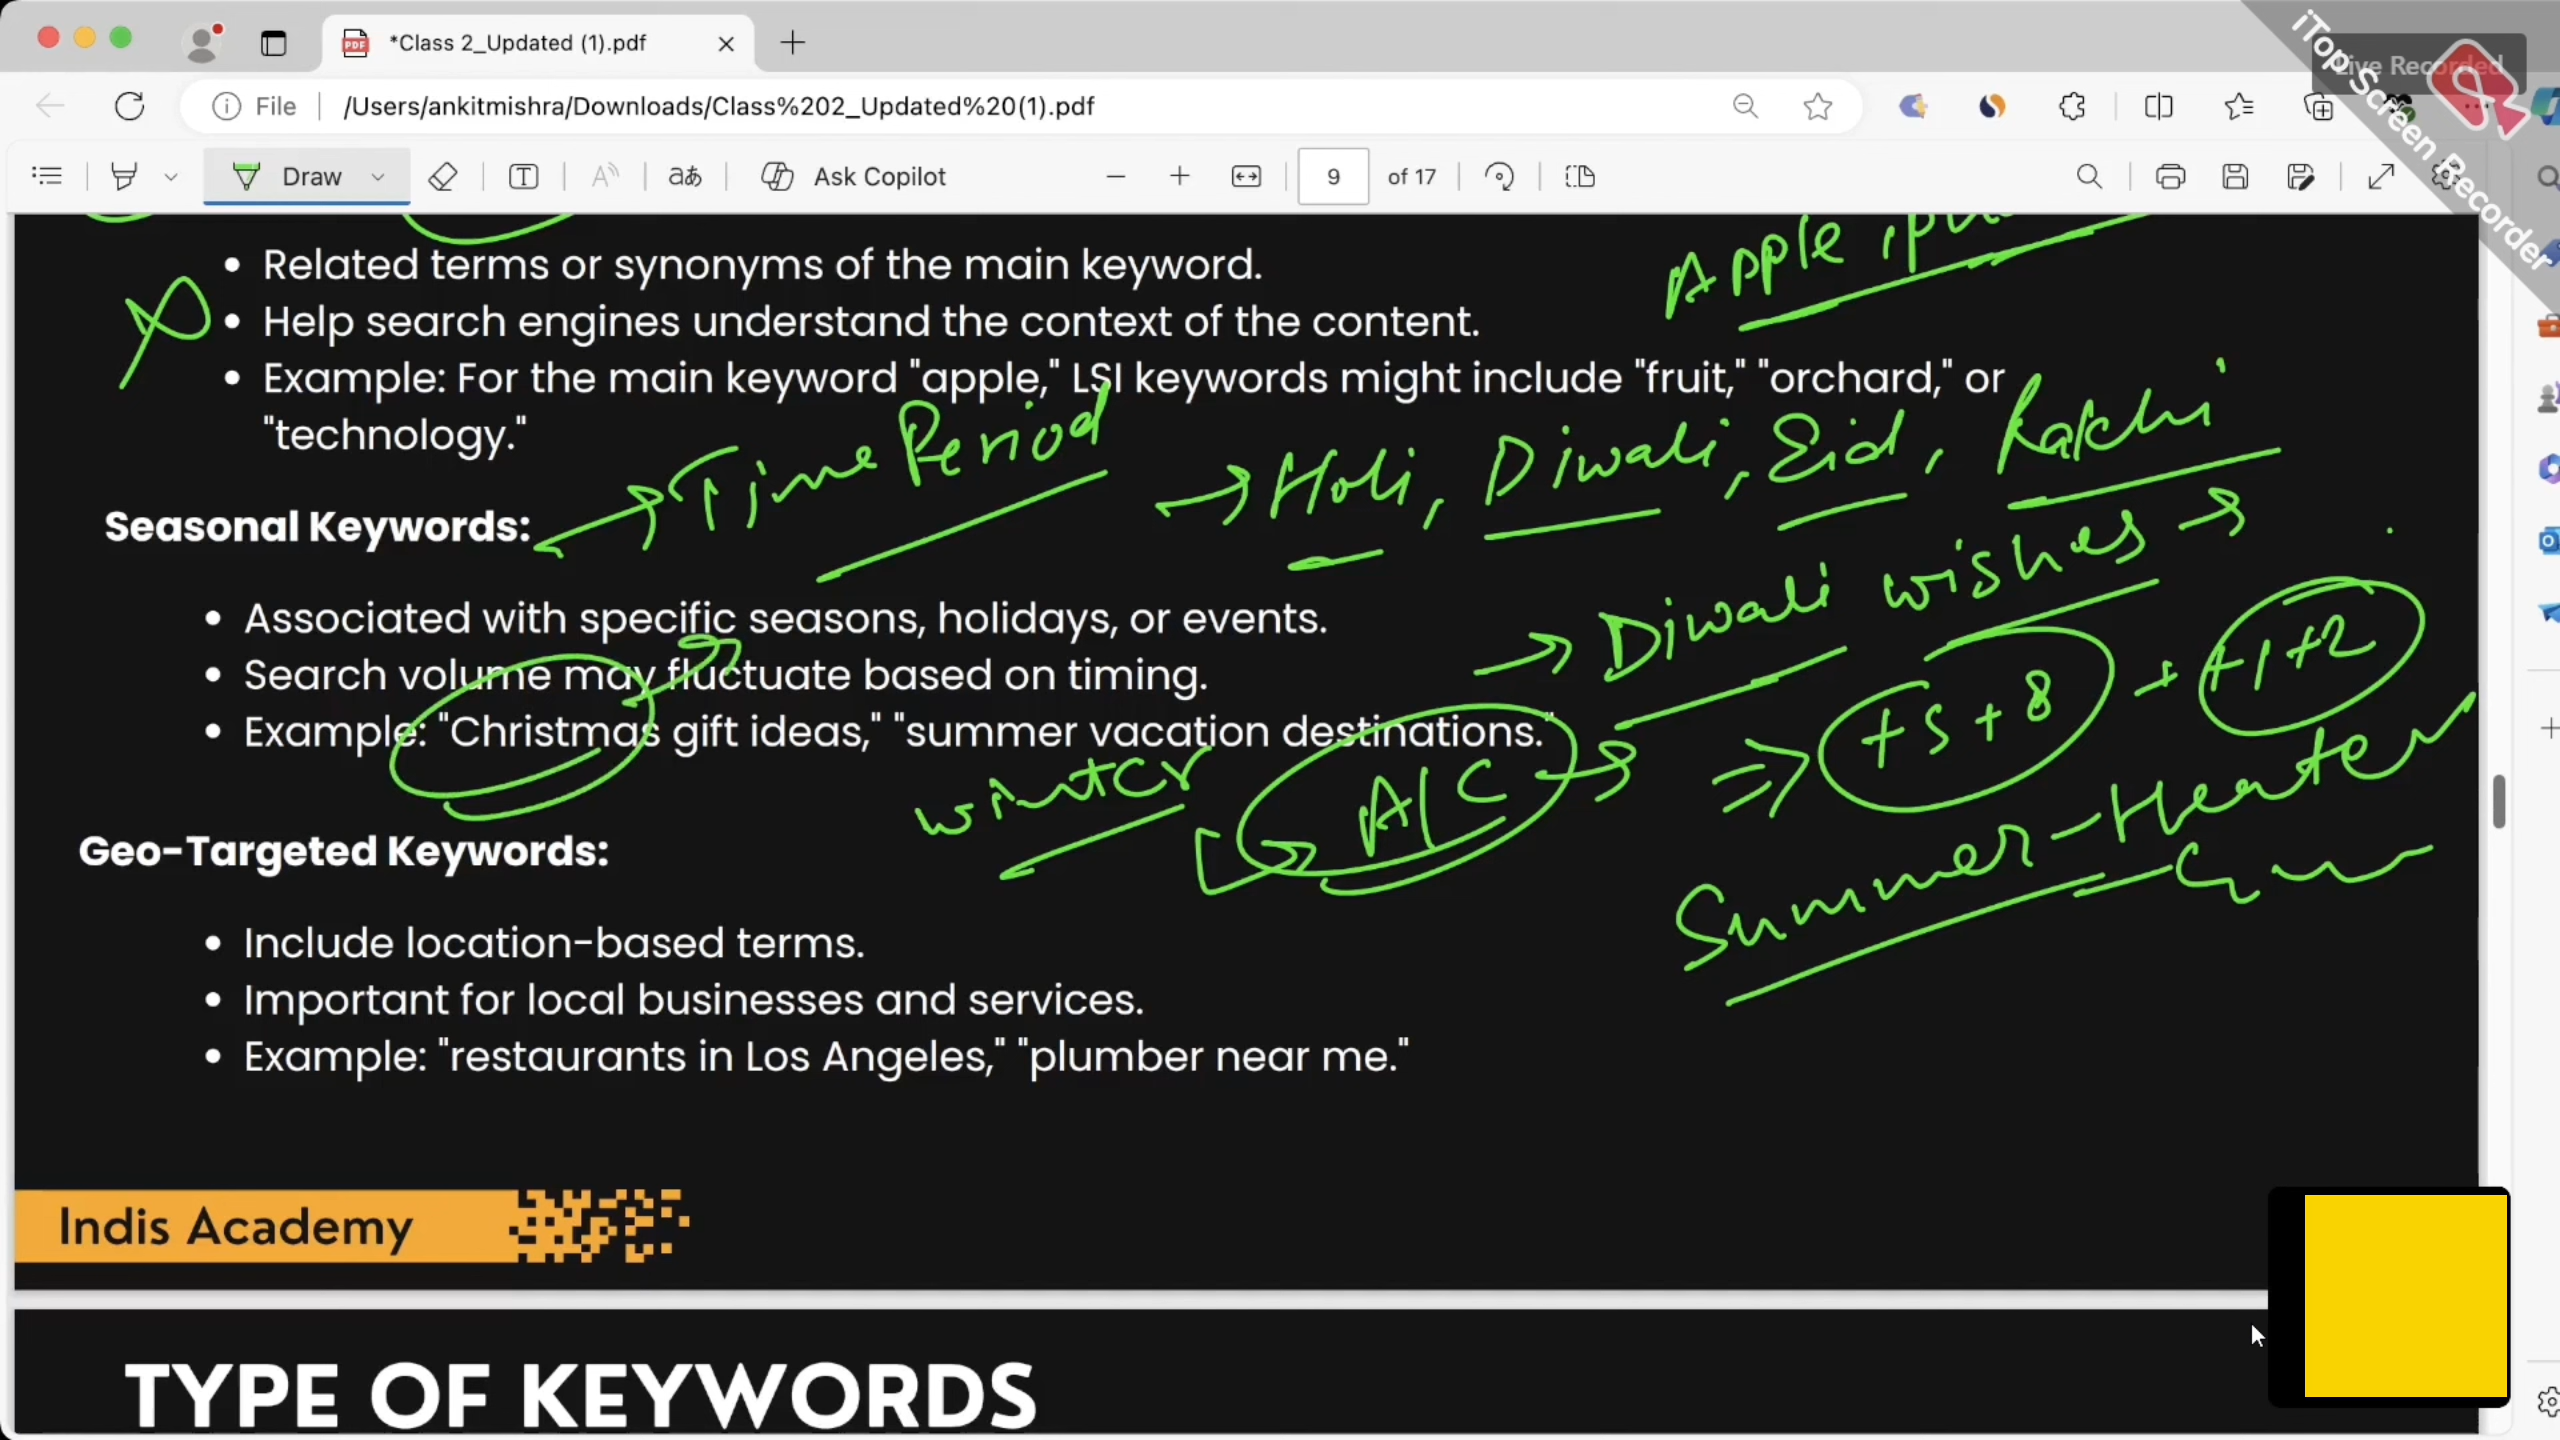 *Class 2_Updated (1).pdf
Live Recorded
iTop Screen Recorder
File
/Users/ankitmishra/Downloads/Class%202_Updated%20(1).pdf
Draw
Ask Copilot
9 of 17
Apple
• Related terms or synonyms of the main keyword.
• Help search engines understand the context of the content.
• Example: For the main keyword "apple," LSI keywords might include "fruit," "orchard," or
"technology."
Time Period
Holi, Diwali, Eid, Rakhi
Seasonal Keywords:
Diwali wishes
• Associated with specific seasons, holidays, or events.
• Search volume may fluctuate based on timing.
• Example: "Christmas gift ideas," "summer vacation destinations."
+5+8 + +1+2
winter
A/C
Summer - Heater
Geo-Targeted Keywords:
• Include location-based terms.
• Important for local businesses and services.
• Example: "restaurants in Los Angeles," "plumber near me."
Indis Academy
TYPE OF KEYWORDS